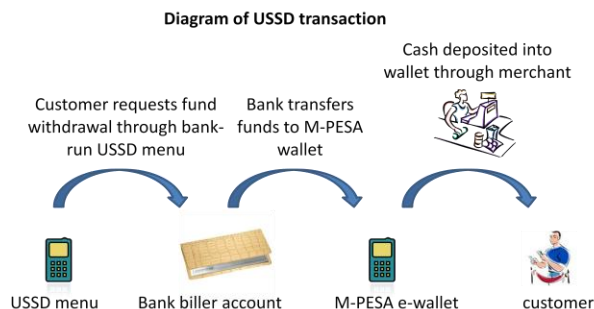 Diagram of USSD transaction
Cash deposited into
wallet through merchant
Customer requests fund
withdrawal through bank-
run USSD menu
Bank transfers
funds to M-PESA
wallet
USSD menu
Bank biller account
M-PESA e-wallet
customer